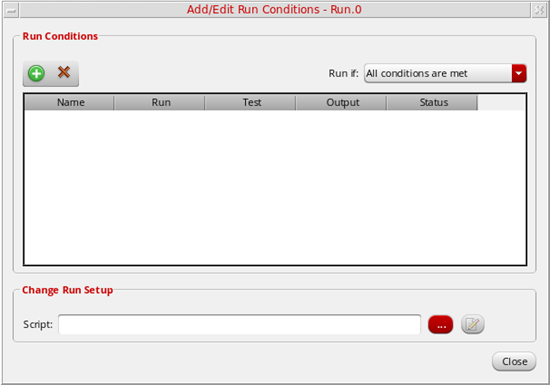 Add/Edit Run Conditions - Run.0
Run Conditions
Run if: All conditions are met
Name Run Test Output Status
Change Run Setup
Script: ...
Close